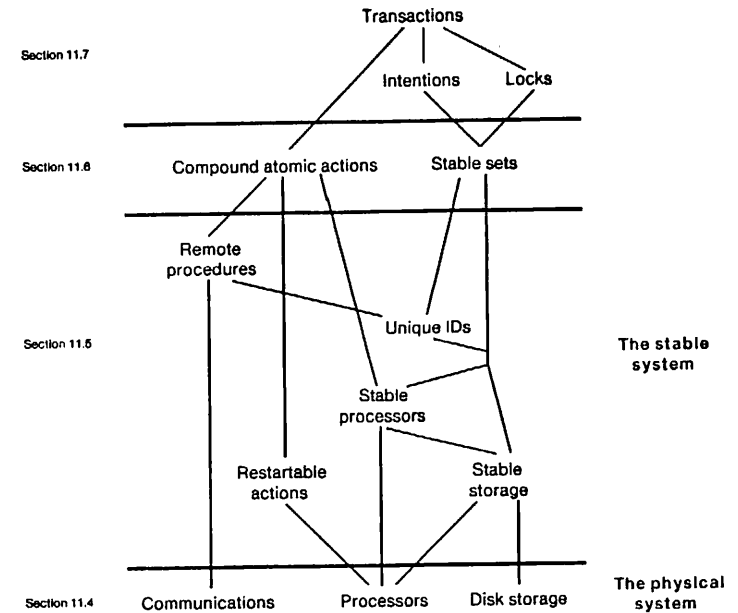 Transactions
Section 11.7
Intentions
Locks
Section 11.6
Compound atomic actions
Stable sets
Remote
procedures
Unique IDs
Section 11.5
The stable
system
Stable
processors
Restartable
actions
Stable
storage
The physical
system
Section 11.4
Communications
Processors
Disk storage